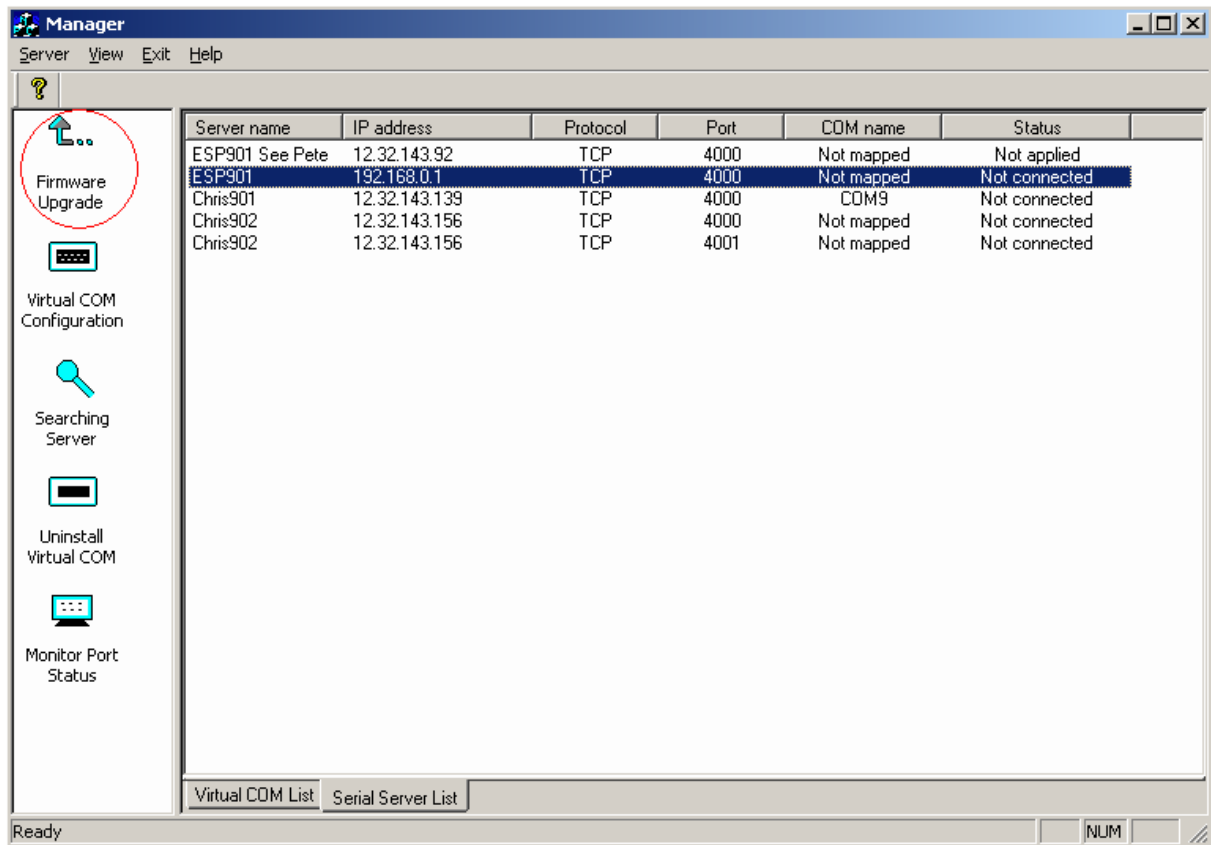 Manager
Server View Exit Help
Firmware
Upgrade
Virtual COM
Configuration
Searching
Server
Uninstall
Virtual COM
Monitor Port
Status
Server name IP address Protocol Port COM name Status
ESP901 See Pete 12.32.143.92 TCP 4000 Not mapped Not applied
ESP901 192.168.0.1 TCP 4000 Not mapped Not connected
Chris901 12.32.143.139 TCP 4000 COM9 Not connected
Chris902 12.32.143.156 TCP 4000 Not mapped Not connected
Chris902 12.32.143.156 TCP 4001 Not mapped Not connected
Virtual COM List Serial Server List
Ready NUM